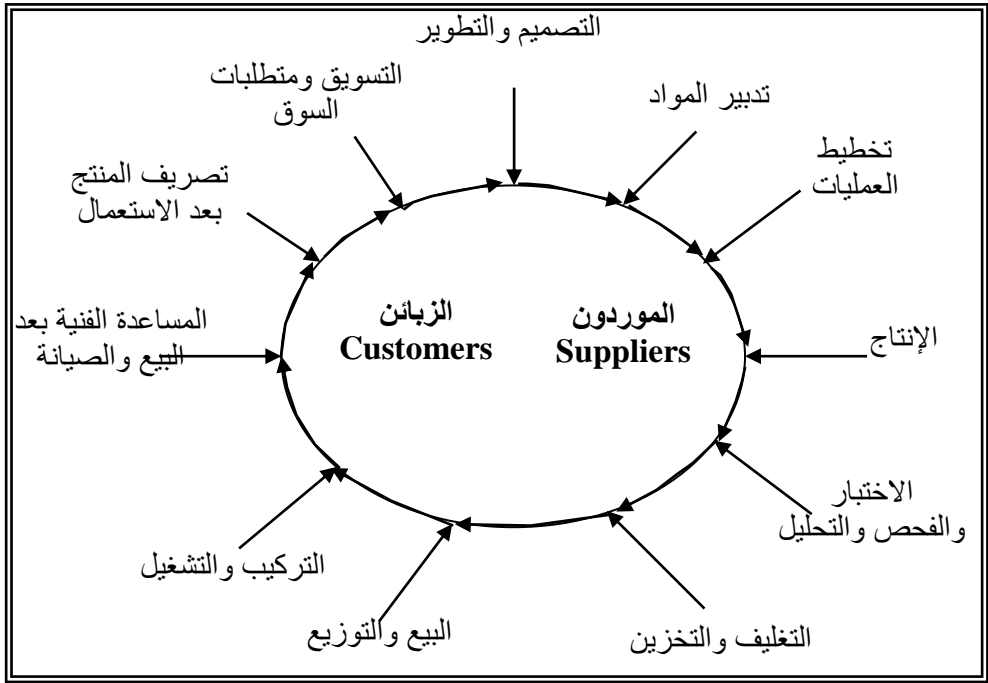 التصميم والتطوير
التسويق ومتطلبات
السوق
تدبير المواد
تخطيط
العمليات
تصريف المنتج
بعد الاستعمال
الزبائن
Customers
الموردون
Suppliers
المساعدة الفنية بعد
البيع والصيانة
الإنتاج
الاختبار
والفحص والتحليل
التركيب والتشغيل
البيع والتوزيع
التغليف والتخزين